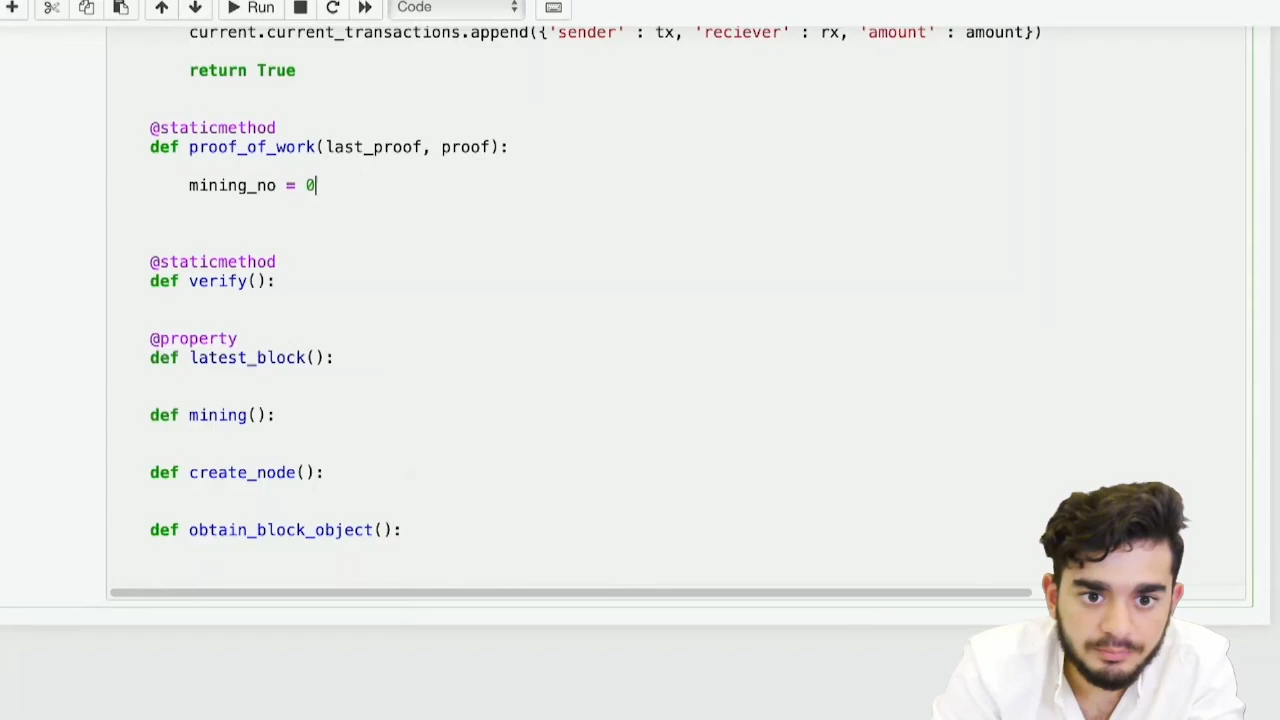 Run
Code
current.current_transactions.append({'sender' : tx, 'reciever' : rx, 'amount' : amount})
return True
@staticmethod
def proof_of_work(last_proof, proof):
mining_no = 0
@staticmethod
def verify():
@property
def latest_block():
def mining():
def create_node():
def obtain_block_object():